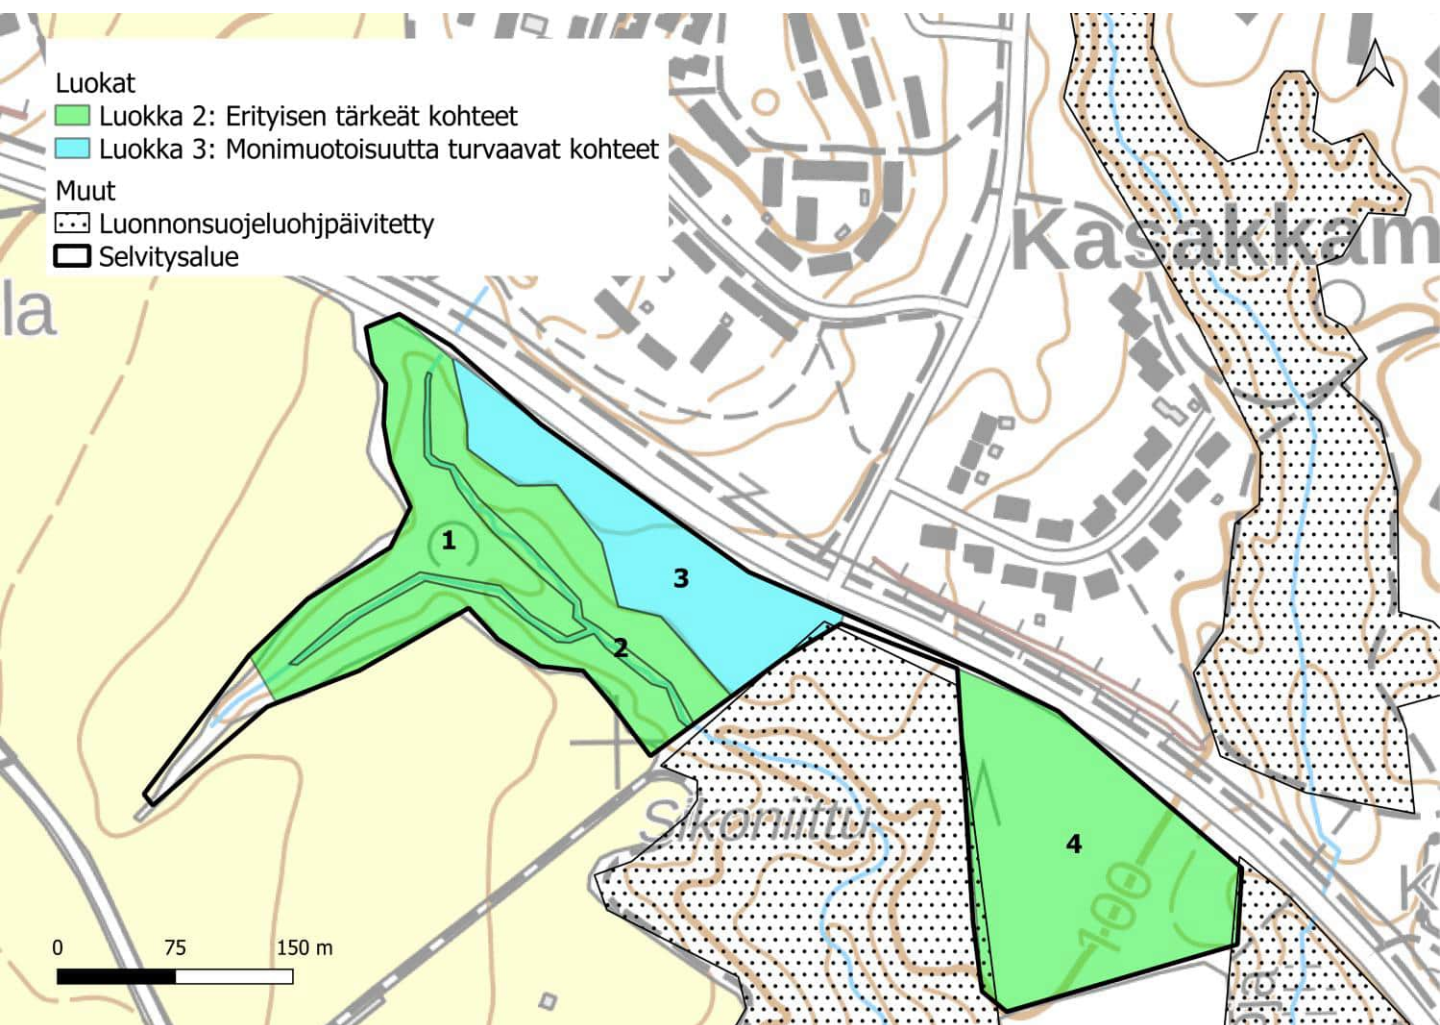 Luokat
Luokka 2: Erityisen tärkeät kohteet
Luokka 3: Monimuotoisuutta turvaavat kohteet
Muut
Luonnonsuojeluohjpäivitetty
Selvitysalue
Kasakkam
la
1
3
2
Sikoniittu
4
100
0 75 150 m